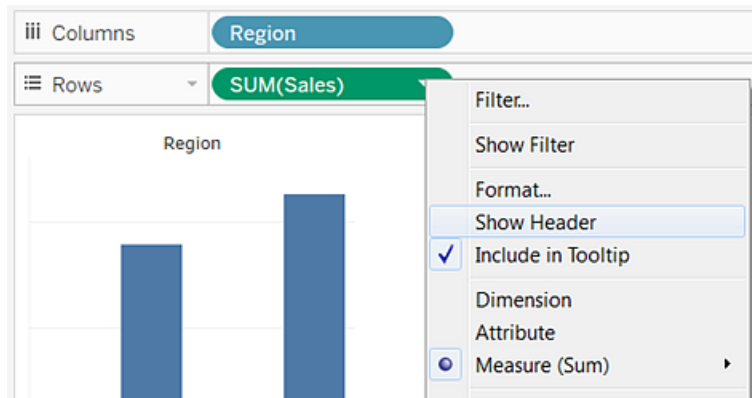 Columns
Region
Rows
SUM(Sales)
Region
Filter...
Show Filter
Format...
Show Header
Include in Tooltip
Dimension
Attribute
Measure (Sum)